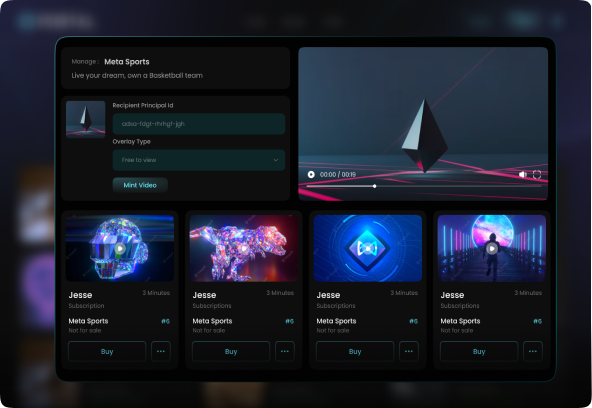 Manage : Meta Sports
Live your dream, own a Basketball team
Recipient Principal Id
adsa-fdgt-rhrhgf-jgh
Overlay Type
Free to view
Mint Video
00:00 / 00:19
Jesse 3 Minutes
Subscription
Meta Sports #6
Not for sale
Buy
Jesse 3 Minutes
Subscriptions
Meta Sports #6
Not for sale
Buy
Jesse 3 Minutes
Subscriptions
Meta Sports #6
Not for sale
Buy
Jesse 3 Minutes
Subscriptions
Meta Sports #6
Not for sale
Buy